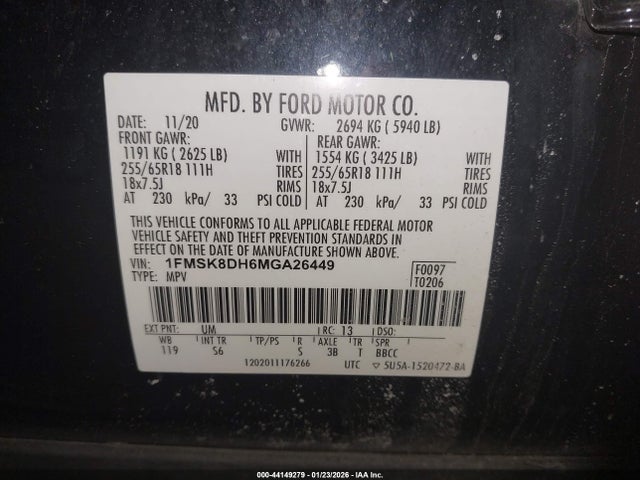 MFD. BY FORD MOTOR CO.
DATE: 11/20 GVWR: 2694 KG ( 5940 LB)
FRONT GAWR: REAR GAWR:
1191 KG ( 2625 LB) WITH 1554 KG ( 3425 LB) WITH
255/65R18 111H TIRES 255/65R18 111H TIRES
18x7.5J RIMS 18x7.5J RIMS
AT 230 kPa/ 33 PSI COLD AT 230 kPa/ 33 PSI COLD
THIS VEHICLE CONFORMS TO ALL APPLICABLE FEDERAL MOTOR
VEHICLE SAFETY AND THEFT PREVENTION STANDARDS IN
EFFECT ON THE DATE OF MANUFACTURE SHOWN ABOVE.
VIN: 1FMSK8DH6MGA26449 F0097
TYPE: MPV T0206
EXT PNT: UM RC: 13 DSO:
WB INT TR TP/PS R AXLE TR SPR
119 S6 S 3B T BBCC
1202011176266 UTC ▽ 5U5A-1520472-BA
000-44149279 - 01/23/2026 - IAA Inc.